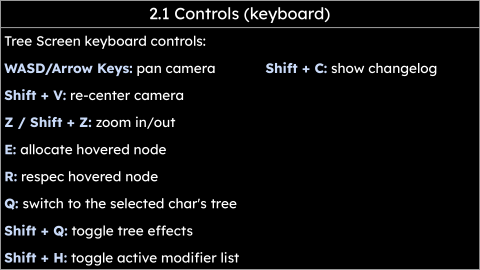 2.1 Controls (keyboard)
Tree Screen keyboard controls:
WASD/Arrow Keys: pan camera
Shift + C: show changelog
Shift + V: re-center camera
Z / Shift + Z: zoom in/out
E: allocate hovered node
R: respec hovered node
Q: switch to the selected char's tree
Shift + Q: toggle tree effects
Shift + H: toggle active modifier list